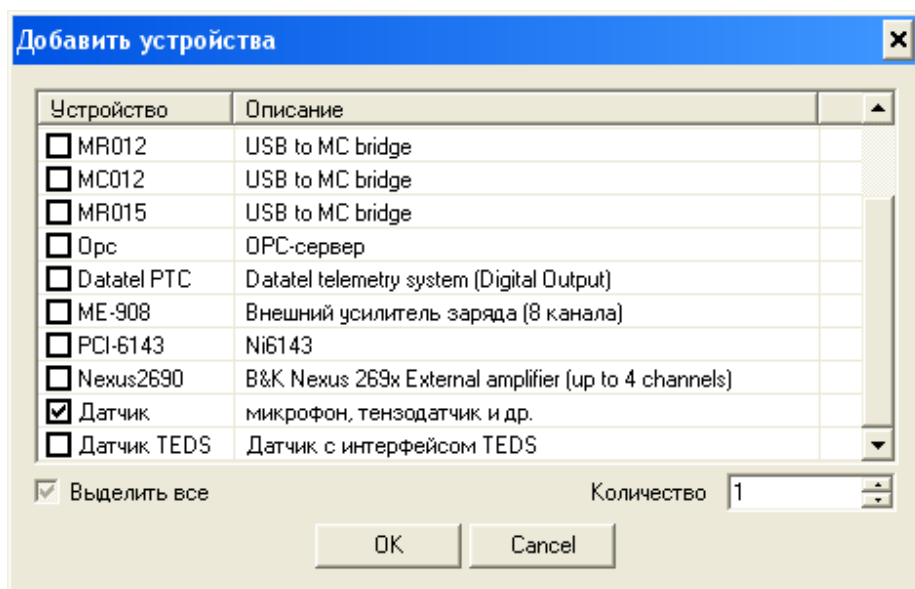 Добавить устройства
Устройство Описание
MR012 USB to MC bridge
MC012 USB to MC bridge
MR015 USB to MC bridge
Opc OPC-сервер
Datatel PTC Datatel telemetry system (Digital Output)
ME-908 Внешний усилитель заряда (8 канала)
PCI-6143 Ni6143
Nexus2690 B&K Nexus 269x External amplifier (up to 4 channels)
Датчик микрофон, тензодатчик и др.
Датчик TEDS Датчик с интерфейсом TEDS
Выделить все Количество 1
OK Cancel